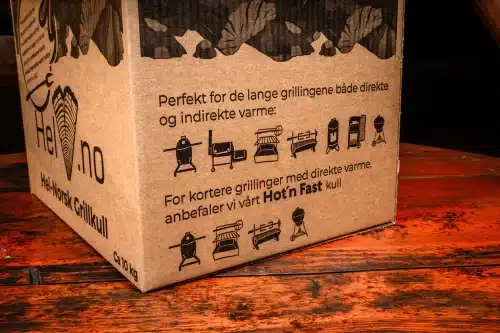 Hel .no
Hel-Norsk Grillkull
Ca 10 kg
Perfekt for de lange grillingene både direkte
og indirekte varme:
For kortere grillinger med direkte varme,
anbefaler vi vårt Hot'n Fast kull